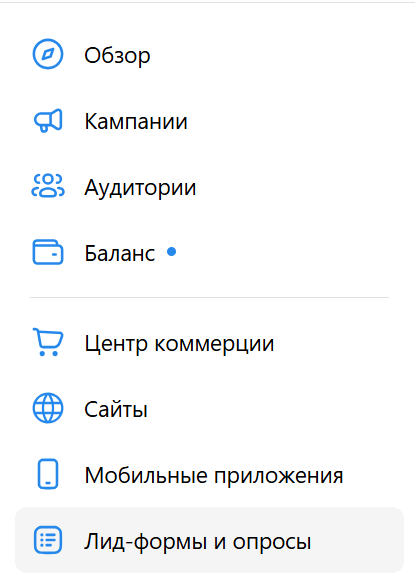 Обзор
Кампании
Аудитории
Баланс
Центр коммерции
Сайты
Мобильные приложения
Лид-формы и опросы